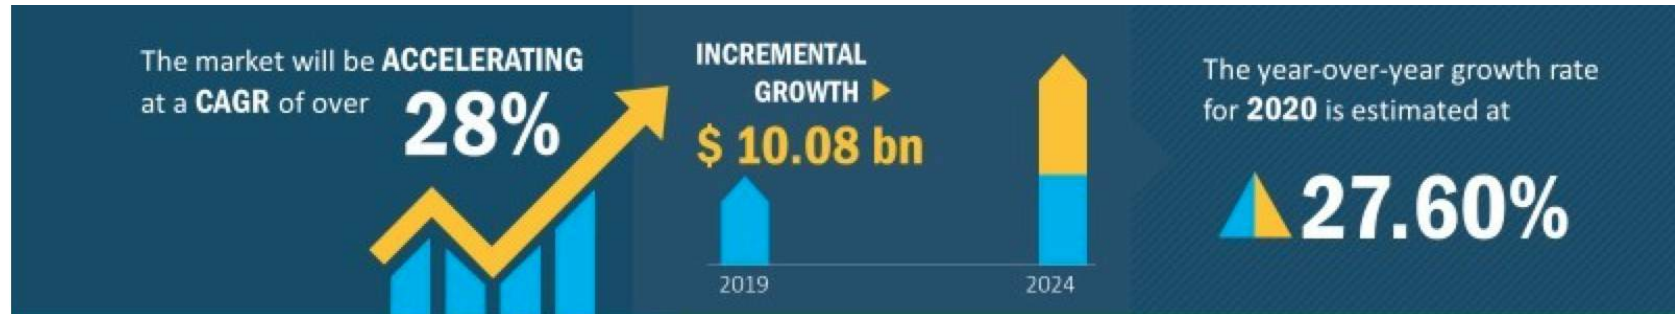 The market will be ACCELERATING
at a CAGR of over
28%
INCREMENTAL
GROWTH
$ 10.08 bn
2019
2024
The year-over-year growth rate
for 2020 is estimated at
27.60%